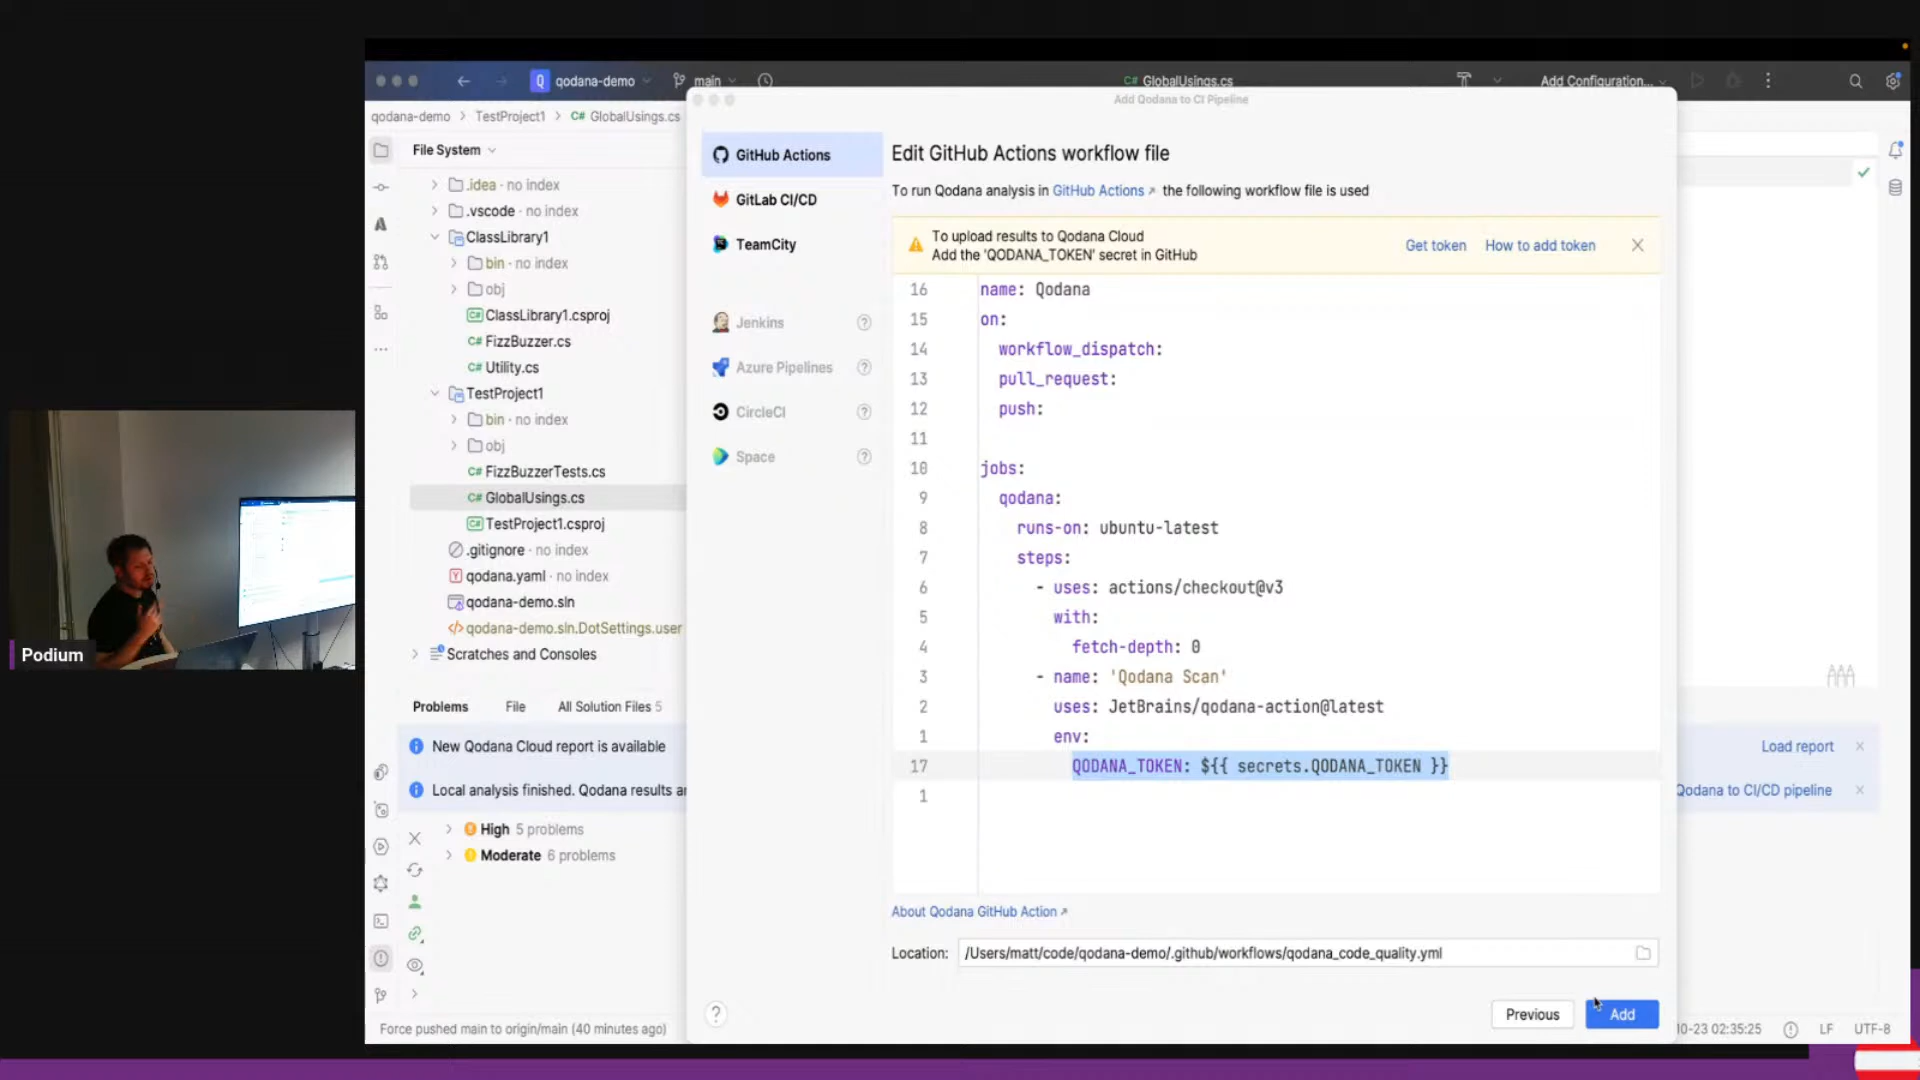 Q qodana-demo
main
C# GlobalUsings.cs
Add Configuration...
qodana-demo > TestProject1 > C# GlobalUsings.cs
File System
.idea · no index
.vscode · no index
ClassLibrary1
bin · no index
obj
ClassLibrary1.csproj
C# FizzBuzzer.cs
C# Utility.cs
TestProject1
bin · no index
obj
C# FizzBuzzerTests.cs
C# GlobalUsings.cs
TestProject1.csproj
.gitignore · no index
qodana.yaml · no index
qodana-demo.sln
qodana-demo.sln.DotSettings.user
Scratches and Consoles
Problems File All Solution Files 5
New Qodana Cloud report is available
Local analysis finished. Qodana results
High 5 problems
Moderate 6 problems
Force pushed main to origin/main (40 minutes ago)
Add Qodana to CI Pipeline
GitHub Actions
GitLab CI/CD
TeamCity
Jenkins
Azure Pipelines
CircleCI
Space
Edit GitHub Actions workflow file
To run Qodana analysis in GitHub Actions ↗ the following workflow file is used
To upload results to Qodana Cloud
Add the 'QODANA_TOKEN' secret in GitHub
Get token How to add token
16 name: Qodana
15 on:
14 workflow_dispatch:
13 pull_request:
12 push:
11
10 jobs:
9 qodana:
8 runs-on: ubuntu-latest
7 steps:
6 - uses: actions/checkout@v3
5 with:
4 fetch-depth: 0
3 - name: 'Qodana Scan'
2 uses: JetBrains/qodana-action@latest
1 env:
17 QODANA_TOKEN: ${{ secrets.QODANA_TOKEN }}
1
About Qodana GitHub Action ↗
Location: /Users/matt/code/qodana-demo/.github/workflows/qodana_code_quality.yml
? Previous Add
Load report
Qodana to CI/CD pipeline
10-23 02:35:25 LF UTF-8
Podium